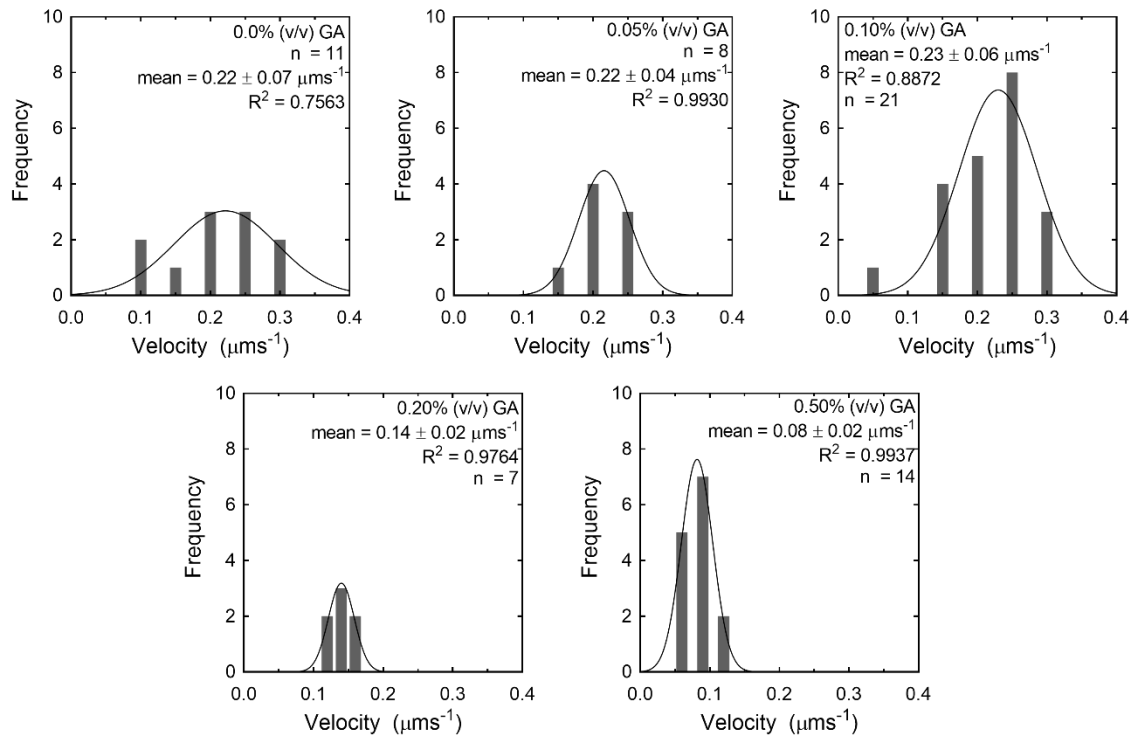 10
8
6
4
2
0
Frequency
0.0% (v/v) GA
n = 11
mean = 0.22 ± 0.07 μms⁻¹
R² = 0.7563
0.0 0.1 0.2 0.3 0.4
Velocity (μms⁻¹)
10
8
6
4
2
0
Frequency
0.05% (v/v) GA
n = 8
mean = 0.22 ± 0.04 μms⁻¹
R² = 0.9930
0.0 0.1 0.2 0.3 0.4
Velocity (μms⁻¹)
10
8
6
4
2
0
Frequency
0.10% (v/v) GA
mean = 0.23 ± 0.06 μms⁻¹
R² = 0.8872
n = 21
0.0 0.1 0.2 0.3 0.4
Velocity (μms⁻¹)
10
8
6
4
2
0
Frequency
0.20% (v/v) GA
mean = 0.14 ± 0.02 μms⁻¹
R² = 0.9764
n = 7
0.0 0.1 0.2 0.3 0.4
Velocity (μms⁻¹)
10
8
6
4
2
0
Frequency
0.50% (v/v) GA
mean = 0.08 ± 0.02 μms⁻¹
R² = 0.9937
n = 14
0.0 0.1 0.2 0.3 0.4
Velocity (μms⁻¹)